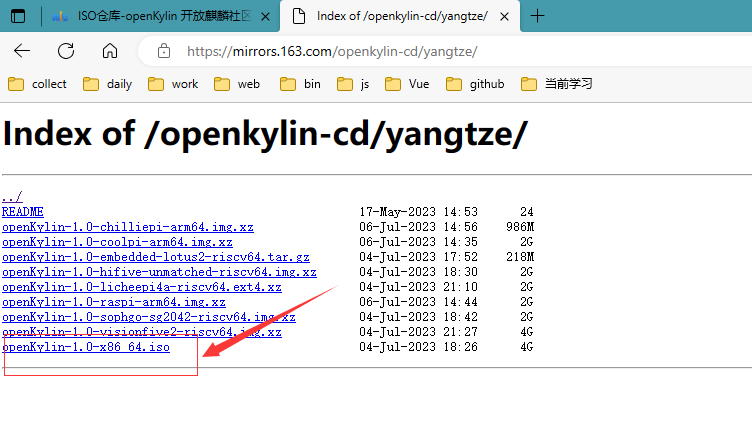 ISO仓库-openKylin 开放麒麟社区
Index of /openkylin-cd/yangtze/
https://mirrors.163.com/openkylin-cd/yangtze/
collect daily work web bin js Vue github 当前学习
Index of /openkylin-cd/yangtze/
../
README 17-May-2023 14:53 24
openKylin-1.0-chilliepi-arm64.img.xz 06-Jul-2023 14:56 986M
openKylin-1.0-coolpi-arm64.img.xz 06-Jul-2023 14:35 2G
openKylin-1.0-embedded-lotus2-riscv64.tar.gz 04-Jul-2023 17:52 218M
openKylin-1.0-hifive-unmatched-riscv64.img.xz 04-Jul-2023 18:30 2G
openKylin-1.0-licheepi4a-riscv64.ext4.xz 04-Jul-2023 21:10 2G
openKylin-1.0-raspi-arm64.img.xz 06-Jul-2023 14:44 2G
openKylin-1.0-sophgo-sg2042-riscv64.img.xz 04-Jul-2023 18:42 2G
openKylin-1.0-visionfive2-riscv64.img.xz 04-Jul-2023 21:27 4G
openKylin-1.0-x86_64.iso 04-Jul-2023 18:26 4G